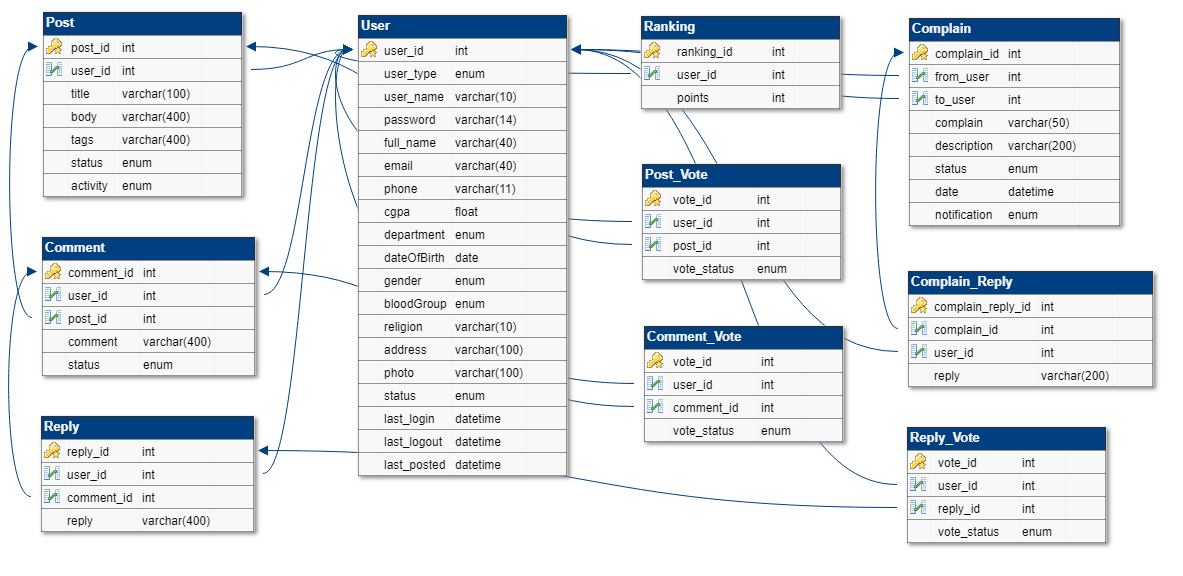 Post
post_id int
user_id int
title varchar(100)
body varchar(400)
tags varchar(400)
status enum
activity enum
Comment
comment_id int
user_id int
post_id int
comment varchar(400)
status enum
Reply
reply_id int
user_id int
comment_id int
reply varchar(400)
User
user_id int
user_type enum
user_name varchar(10)
password varchar(14)
full_name varchar(40)
email varchar(40)
phone varchar(11)
cgpa float
department enum
dateOfBirth date
gender enum
bloodGroup enum
religion varchar(10)
address varchar(100)
photo varchar(100)
status enum
last_login datetime
last_logout datetime
last_posted datetime
Ranking
ranking_id int
user_id int
points int
Post_Vote
vote_id int
user_id int
post_id int
vote_status enum
Comment_Vote
vote_id int
user_id int
comment_id int
vote_status enum
Complain
complain_id int
from_user int
to_user int
complain varchar(50)
description varchar(200)
status enum
date datetime
notification enum
Complain_Reply
complain_reply_id int
complain_id int
user_id int
reply varchar(200)
Reply_Vote
vote_id int
user_id int
reply_id int
vote_status enum